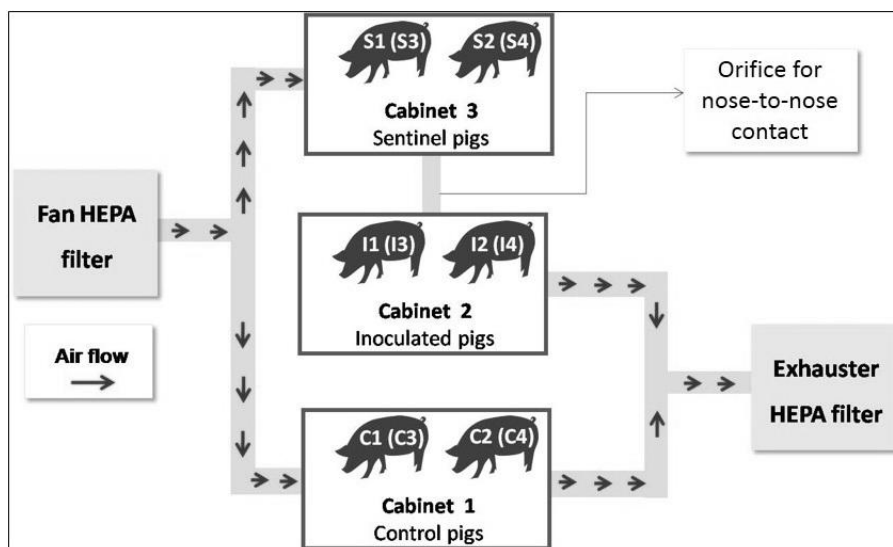 S1 (S3) S2 (S4)
Cabinet 3
Sentinel pigs
Orifice for
nose-to-nose
contact
Fan HEPA
filter
I1 (I3) I2 (I4)
Cabinet 2
Inoculated pigs
Air flow
Exhauster
HEPA filter
C1 (C3) C2 (C4)
Cabinet 1
Control pigs